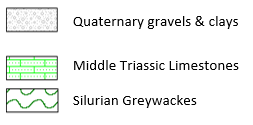 Quaternary gravels & clays
Middle Triassic Limestones
Silurian Greywackes